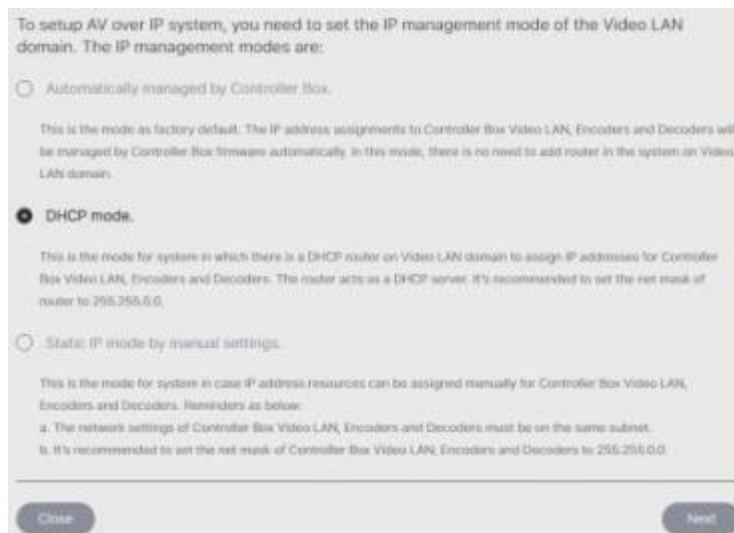 To setup AV over IP system, you need to set the IP management mode of the Video LAN
domain. The IP management modes are:
Automatically managed by Controller Box.
This is the mode as factory default. The IP address assignments to Controller Box Video LAN, Encoders and Decoders will
be managed by Controller Box firmware automatically. In this mode, there is no need to add router in the system on Video
LAN domain.
DHCP mode.
This is the mode for system in which there is a DHCP router on Video LAN domain to assign IP addresses for Controller
Box Video LAN, Encoders and Decoders. The router acts as a DHCP server. It's recommended to set the net mask of
router to 255.255.0.0.
Static IP mode by manual settings.
This is the mode for system in case IP address resources can be assigned manually for Controller Box Video LAN,
Encoders and Decoders. Reminders as below:
a. The network settings of Controller Box Video LAN, Encoders and Decoders must be on the same subnet.
b. It's recommended to set the net mask of Controller Box Video LAN, Encoders and Decoders to 255.255.0.0.
Close
Next